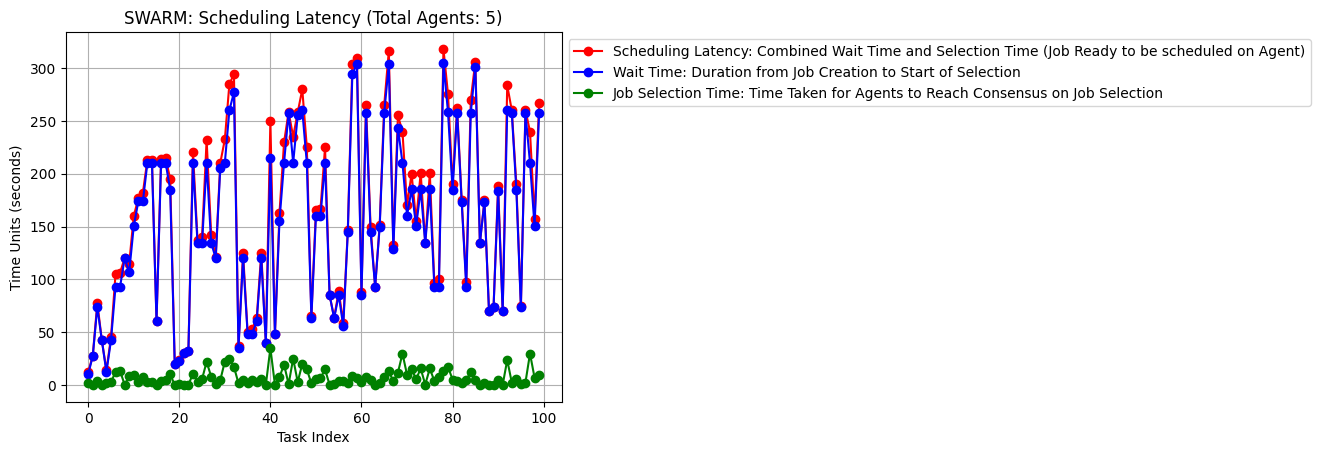 SWARM: Scheduling Latency (Total Agents: 5)
Scheduling Latency: Combined Wait Time and Selection Time (Job Ready to be scheduled on Agent)
Wait Time: Duration from Job Creation to Start of Selection
Job Selection Time: Time Taken for Agents to Reach Consensus on Job Selection
Time Units (seconds)
300
250
200
150
100
50
0
0 20 40 60 80 100
Task Index